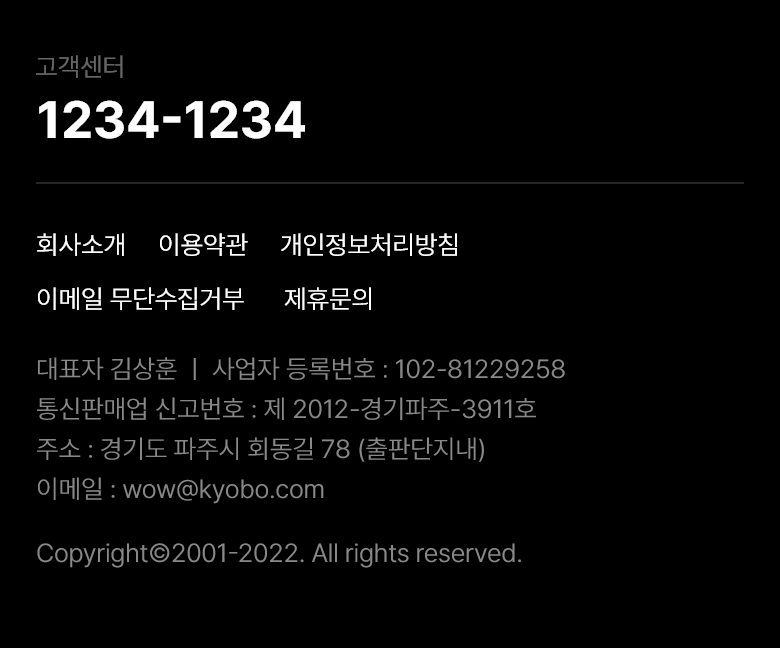 고객센터
1234-1234
회사소개 이용약관 개인정보처리방침
이메일 무단수집거부 제휴문의
대표자 김상훈 | 사업자 등록번호 : 102-81229258
통신판매업 신고번호 : 제 2012-경기파주-3911호
주소 : 경기도 파주시 회동길 78 (출판단지내)
이메일 : wow@kyobo.com
Copyright©2001-2022. All rights reserved.